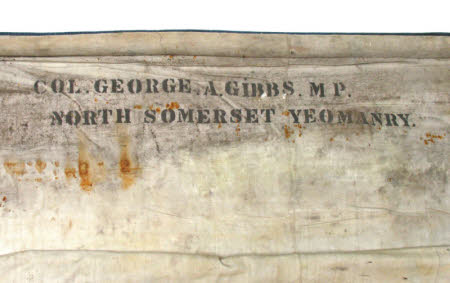 COL. GEORGE. A. GIBBS. M P.
NORTH SOMERSET YEOMANRY.